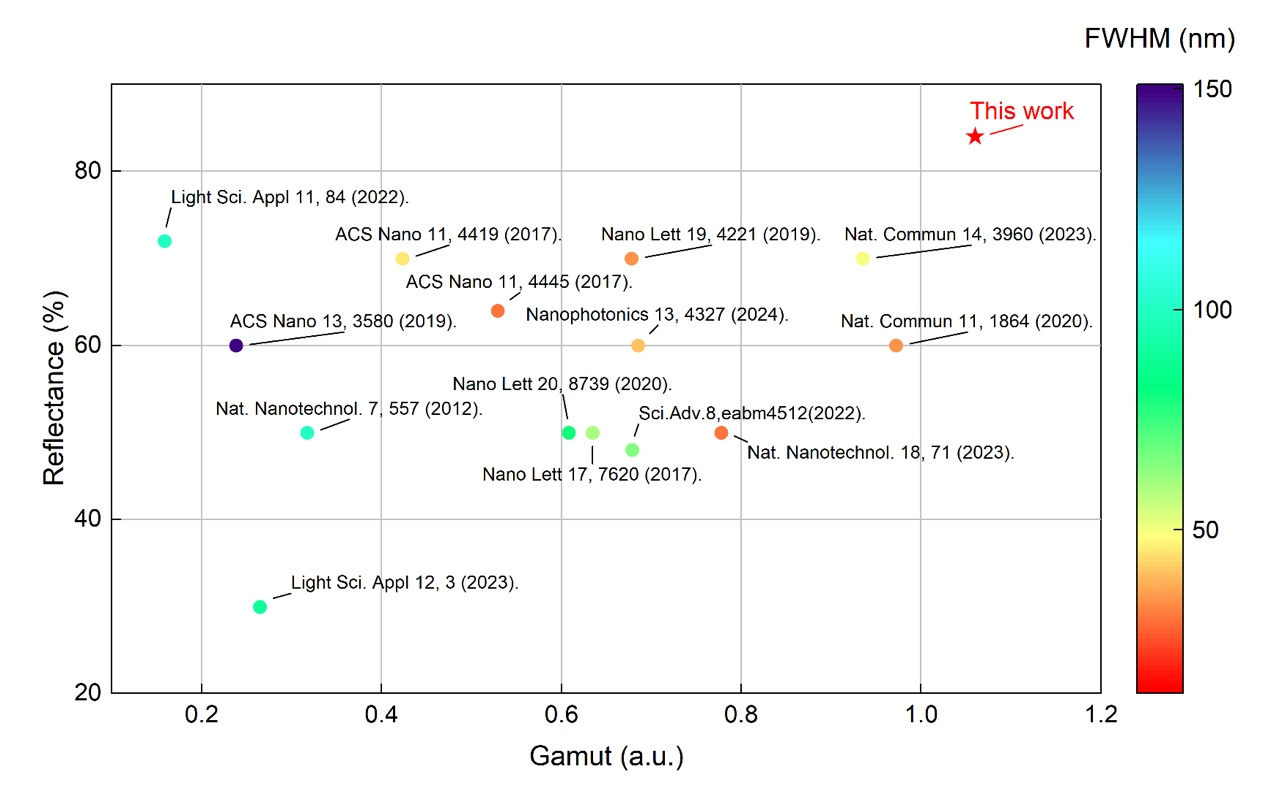 FWHM (nm)
150
100
50
This work
Light Sci. Appl 11, 84 (2022).
ACS Nano 11, 4419 (2017).
Nano Lett 19, 4221 (2019).
Nat. Commun 14, 3960 (2023).
ACS Nano 11, 4445 (2017).
ACS Nano 13, 3580 (2019).
Nanophotonics 13, 4327 (2024).
Nat. Commun 11, 1864 (2020).
Nano Lett 20, 8739 (2020).
Nat. Nanotechnol. 7, 557 (2012).
Sci.Adv.8,eabm4512(2022).
Nat. Nanotechnol. 18, 71 (2023).
Nano Lett 17, 7620 (2017).
Light Sci. Appl 12, 3 (2023).
Reflectance (%)
80
60
40
20
0.2
0.4
0.6
0.8
1.0
1.2
Gamut (a.u.)